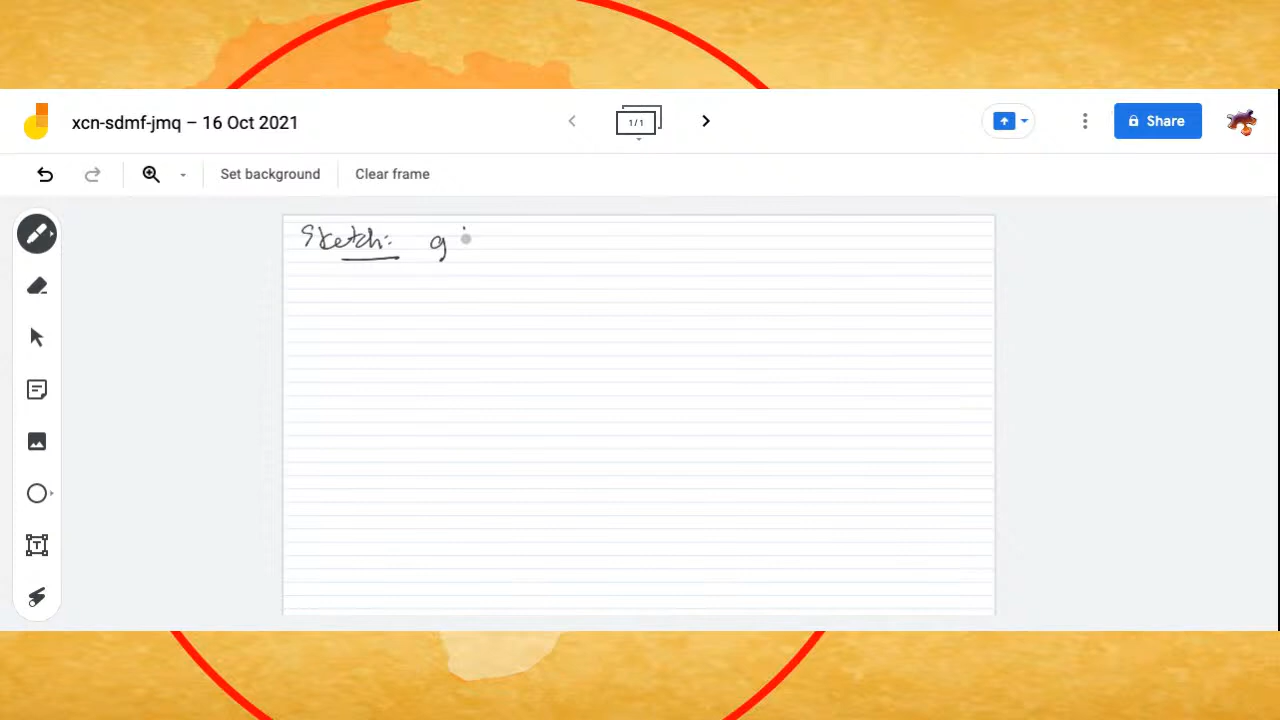 xcn-sdmf-jmq – 16 Oct 2021
1/1
Share
Set background
Clear frame
Sketch: g
T